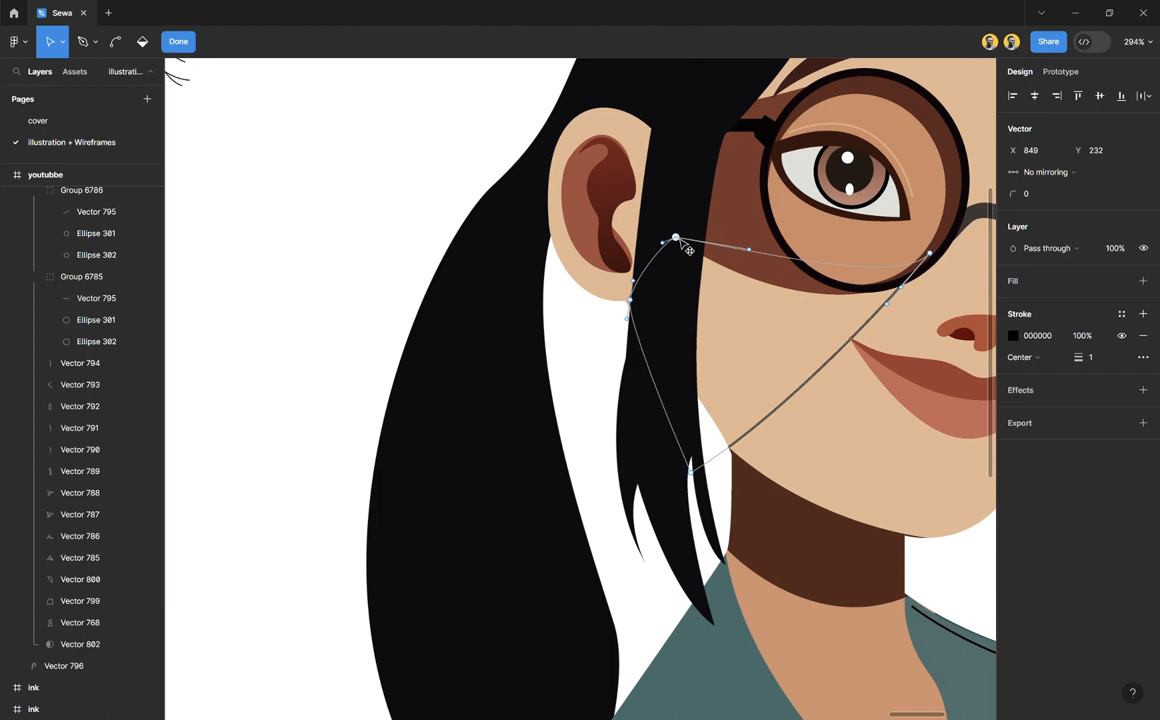 Sewa
Done
Share
294%
Layers
Assets
illustrati...
Pages
cover
illustration + Wireframes
youtubbe
Group 6786
Vector 795
Ellipse 301
Ellipse 302
Group 6785
Vector 795
Ellipse 301
Ellipse 302
Vector 794
Vector 793
Vector 792
Vector 791
Vector 790
Vector 789
Vector 788
Vector 787
Vector 786
Vector 785
Vector 800
Vector 799
Vector 768
Vector 802
Vector 796
ink
ink
Design
Prototype
Vector
X 849 Y 232
No mirroring
0
Layer
Pass through 100%
Fill
Stroke
000000 100%
Center 1
Effects
Export
?